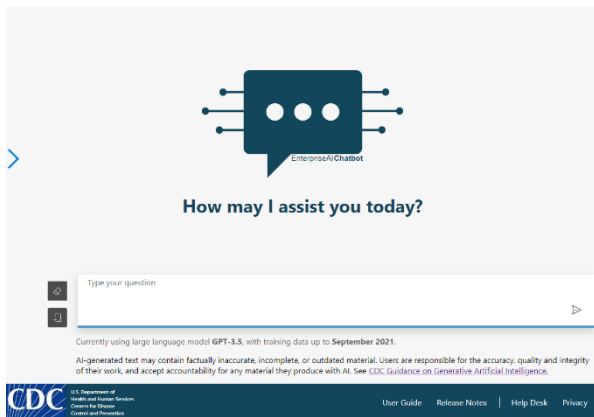 EnterpriseAIChatbot
How may I assist you today?
Type your question
Currently using large language model GPT-3.5, with training data up to September 2021.
AI-generated text may contain factually inaccurate, incomplete, or outdated material. Users are responsible for the accuracy, quality and integrity
of their work, and accept accountability for any material they produce with AI. See CDC Guidance on Generative Artificial Intelligence.
CDC
U.S. Department of
Health and Human Services
Centers for Disease
Control and Prevention
User Guide Release Notes | Help Desk Privacy